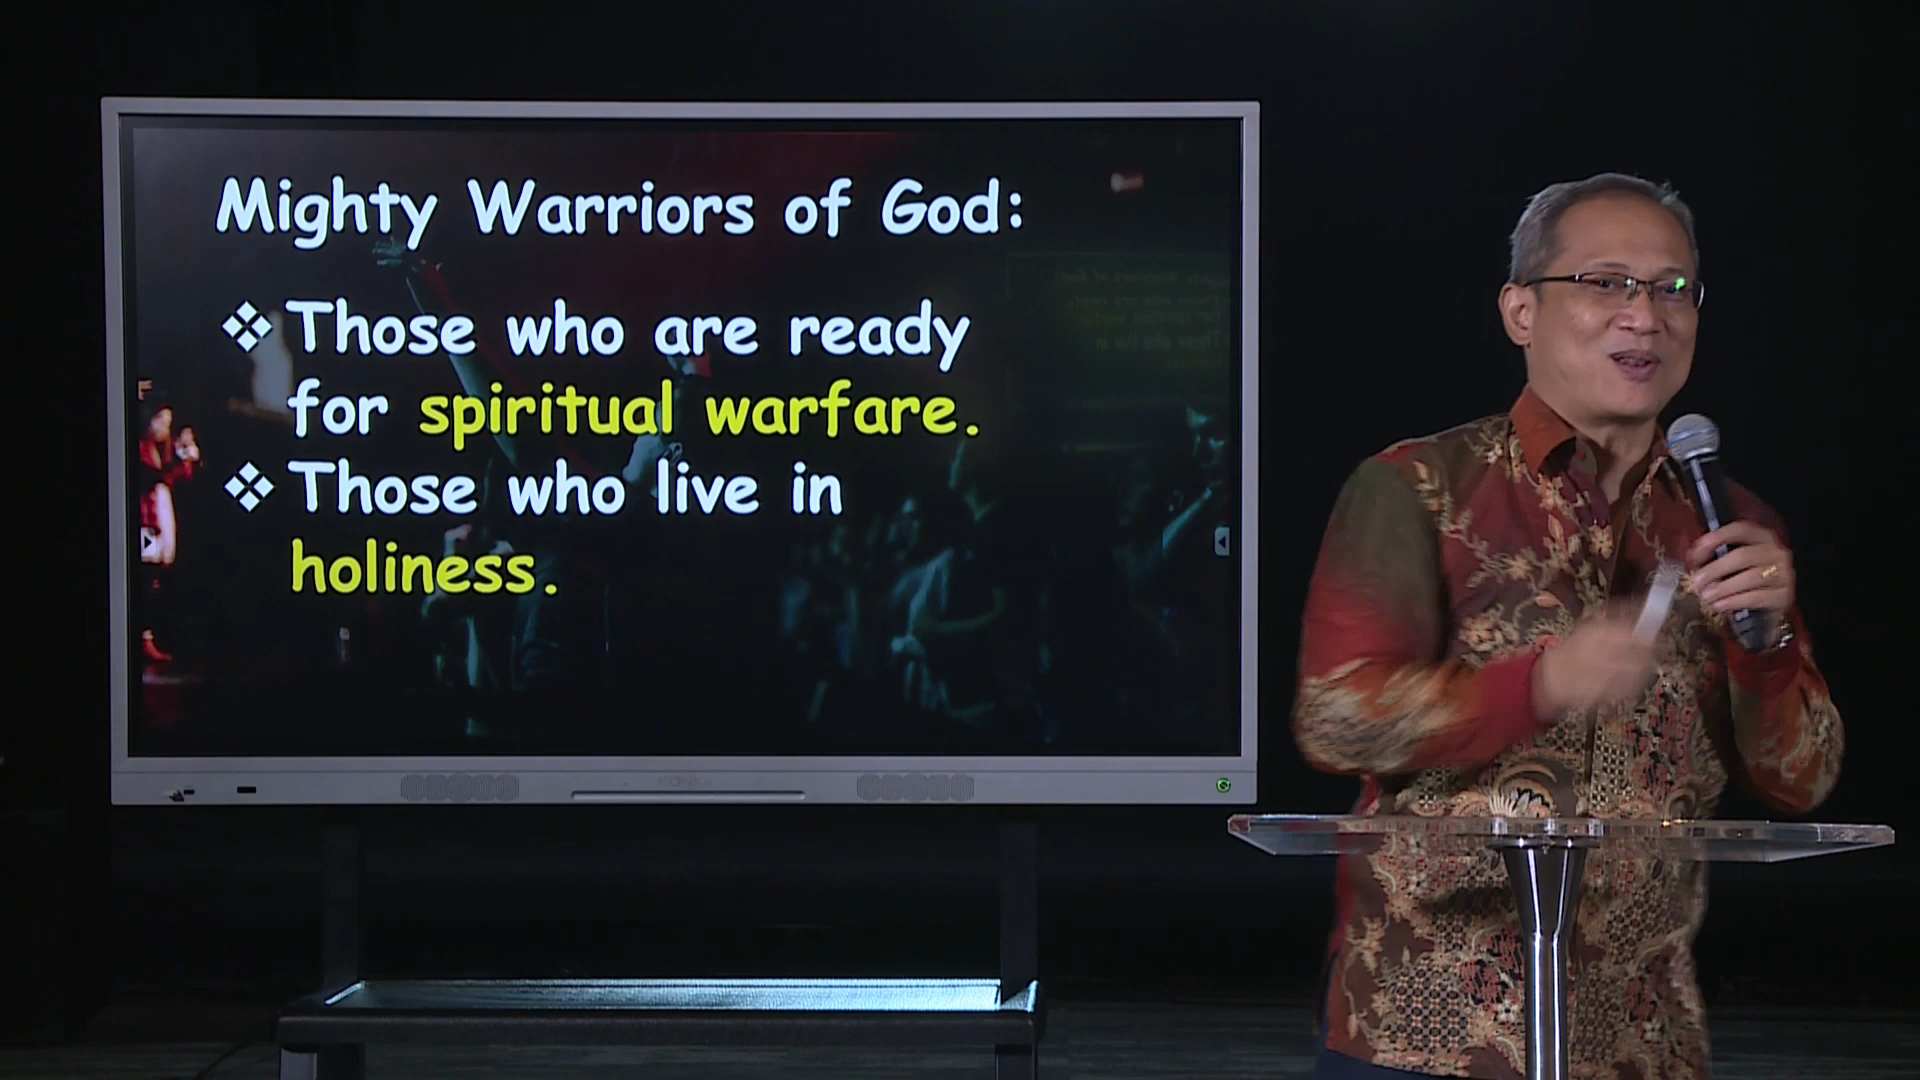 Mighty Warriors of God:
❖ Those who are ready
for spiritual warfare.
❖ Those who live in
holiness.